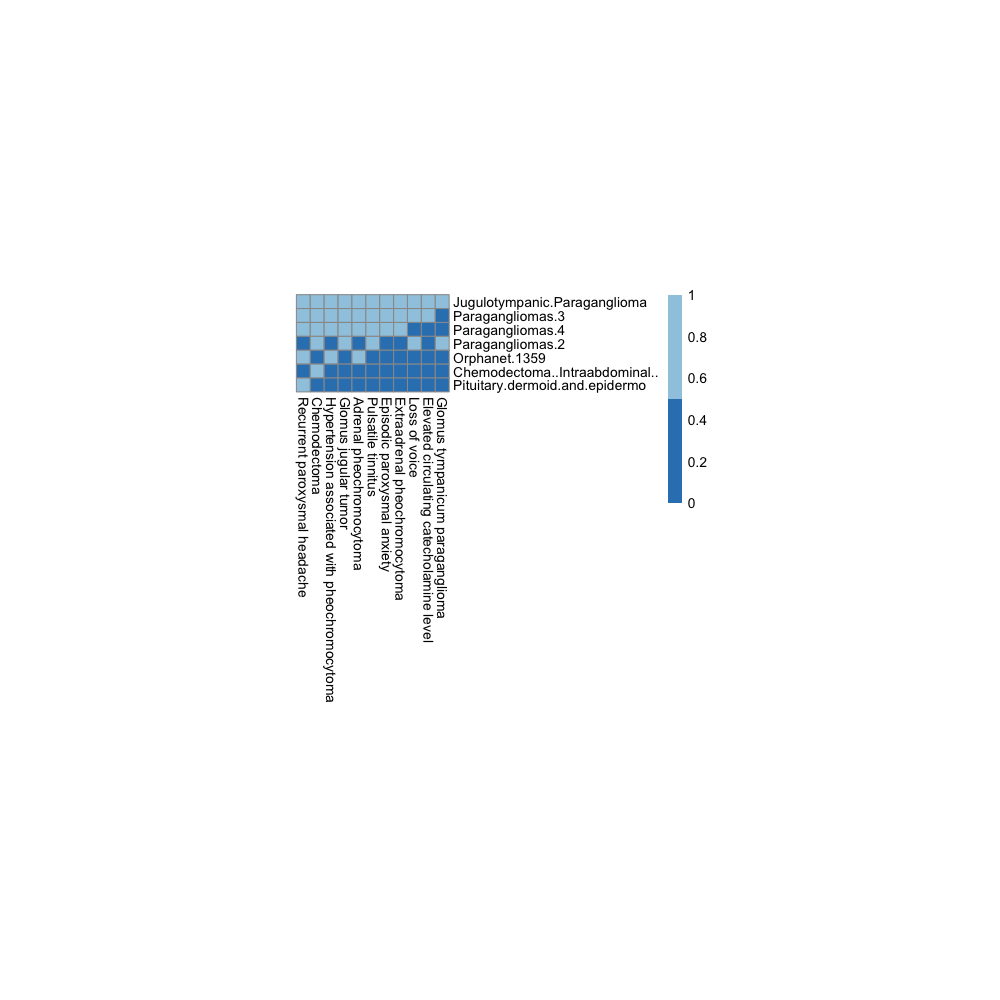 Jugulotympanic.Paraganglioma
Paragangliomas.3
Paragangliomas.4
Paragangliomas.2
Orphanet.1359
Chemodectoma..Intraabdominal..
Pituitary.dermoid.and.epidermo
1
0.8
0.6
0.4
0.2
0
Recurrent paroxysmal headache
Chemodectoma
Hypertension associated with pheochromocytoma
Glomus jugular tumor
Adrenal pheochromocytoma
Pulsatile tinnitus
Episodic paroxysmal anxiety
Extraadrenal pheochromocytoma
Loss of voice
Elevated circulating catecholamine level
Glomus tympanicum paraganglioma